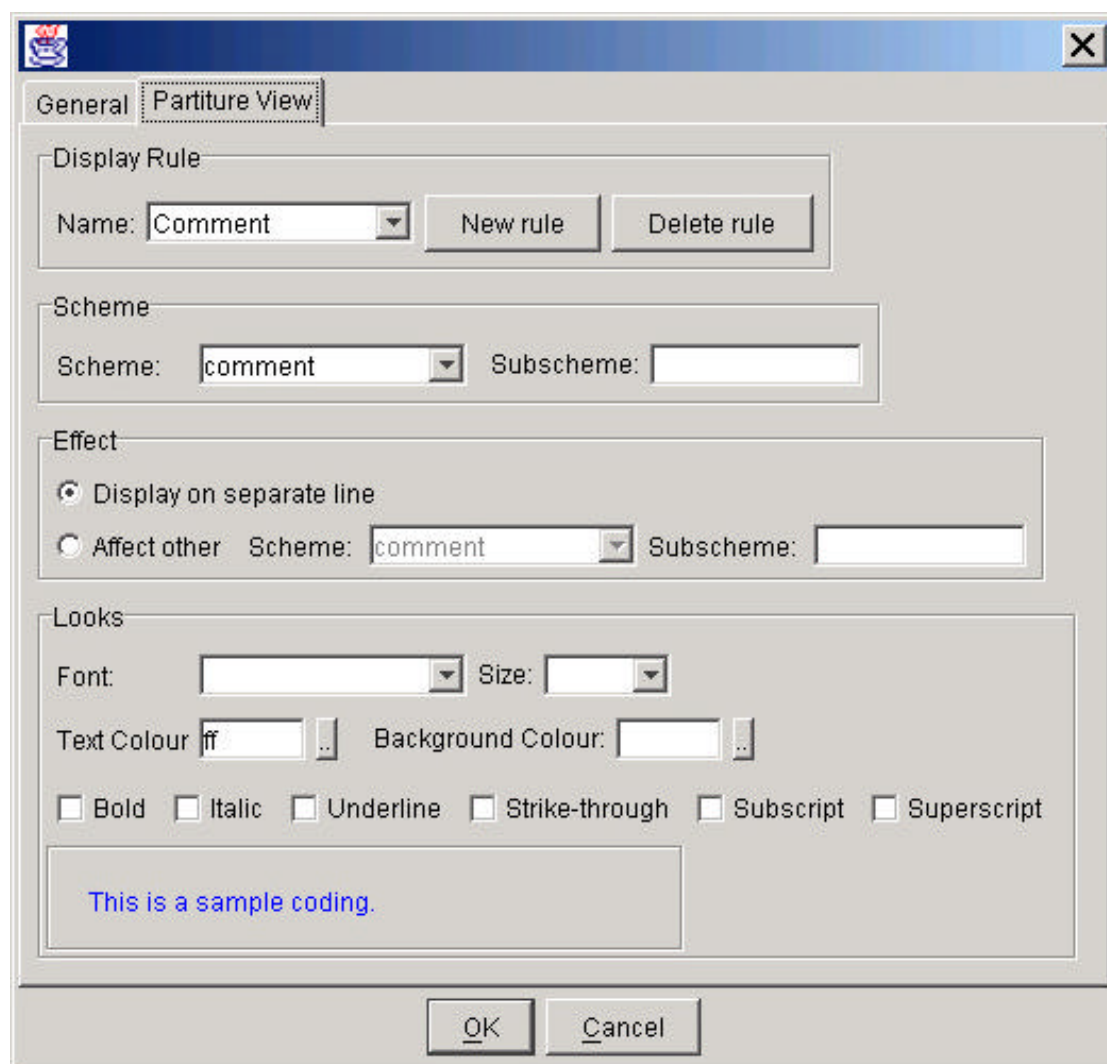 General Partiture View
Display Rule
Name: Comment New rule Delete rule
Scheme
Scheme: comment Subscheme:
Effect
Display on separate line
Affect other Scheme: comment Subscheme:
Looks
Font: Size:
Text Colour ff .. Background Colour: ..
Bold Italic Underline Strike-through Subscript Superscript
This is a sample coding.
OK Cancel